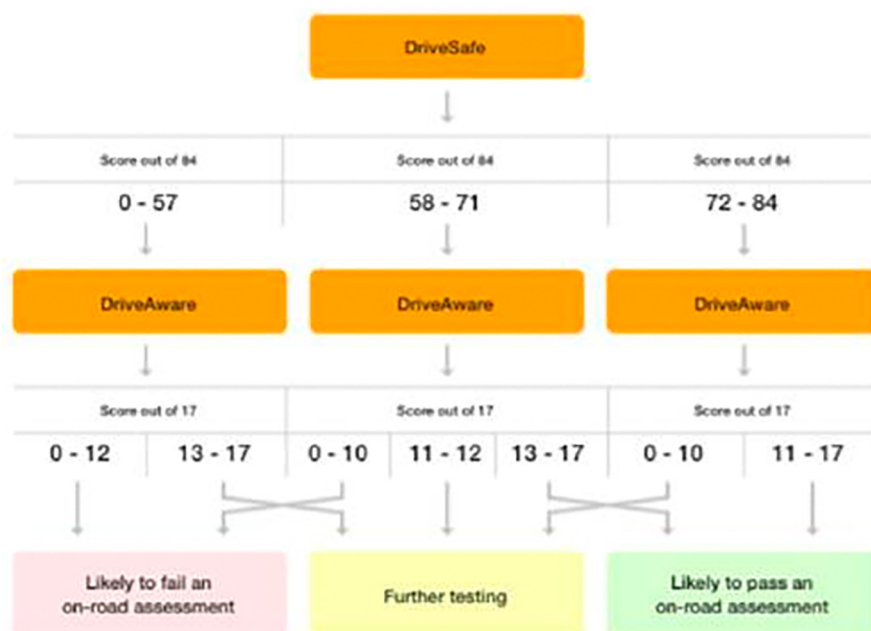 DriveSafe
Score out of 84
Score out of 84
Score out of 84
0 - 57
58 - 71
72 - 84
DriveAware
DriveAware
DriveAware
Score out of 17
Score out of 17
Score out of 17
0 - 12
13 - 17
0 - 10
11 - 12
13 - 17
0 - 10
11 - 17
Likely to fail an
on-road assessment
Further testing
Likely to pass an
on-road assessment